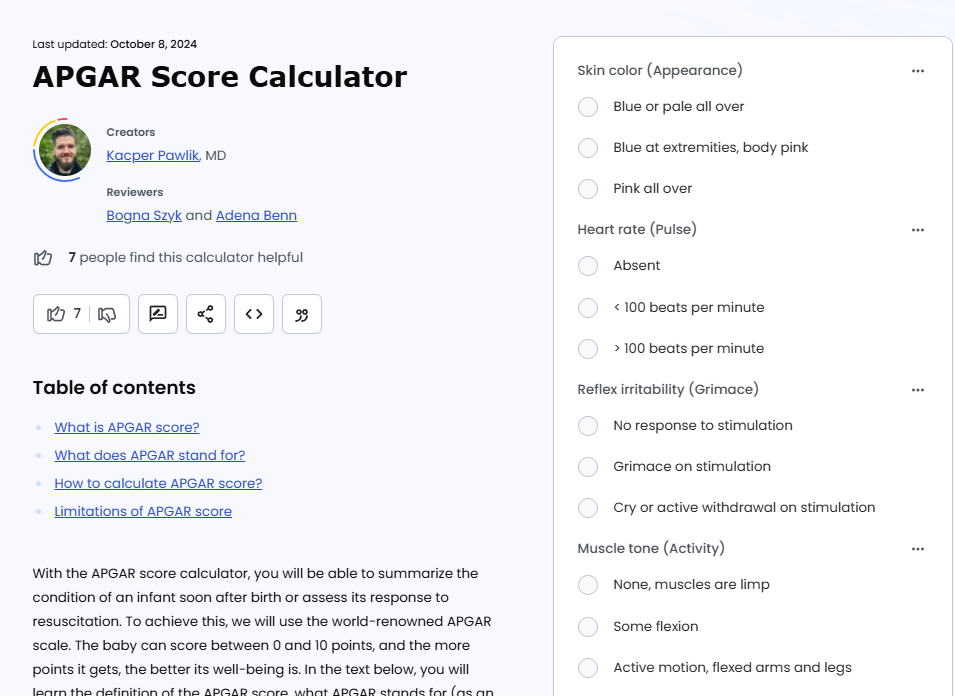 Last updated: October 8, 2024
APGAR Score Calculator
Creators
Kacper Pawlik, MD
Reviewers
Bogna Szyk and Adena Benn
7 people find this calculator helpful
7
Table of contents
What is APGAR score?
What does APGAR stand for?
How to calculate APGAR score?
Limitations of APGAR score
With the APGAR score calculator, you will be able to summarize the
condition of an infant soon after birth or assess its response to
resuscitation. To achieve this, we will use the world-renowned APGAR
scale. The baby can score between 0 and 10 points, and the more
points it gets, the better its well-being is. In the text below, you will
learn the definition of the APGAR score, what APGAR stands for (as an
Skin color (Appearance)
Blue or pale all over
Blue at extremities, body pink
Pink all over
Heart rate (Pulse)
Absent
< 100 beats per minute
> 100 beats per minute
Reflex irritability (Grimace)
No response to stimulation
Grimace on stimulation
Cry or active withdrawal on stimulation
Muscle tone (Activity)
None, muscles are limp
Some flexion
Active motion, flexed arms and legs